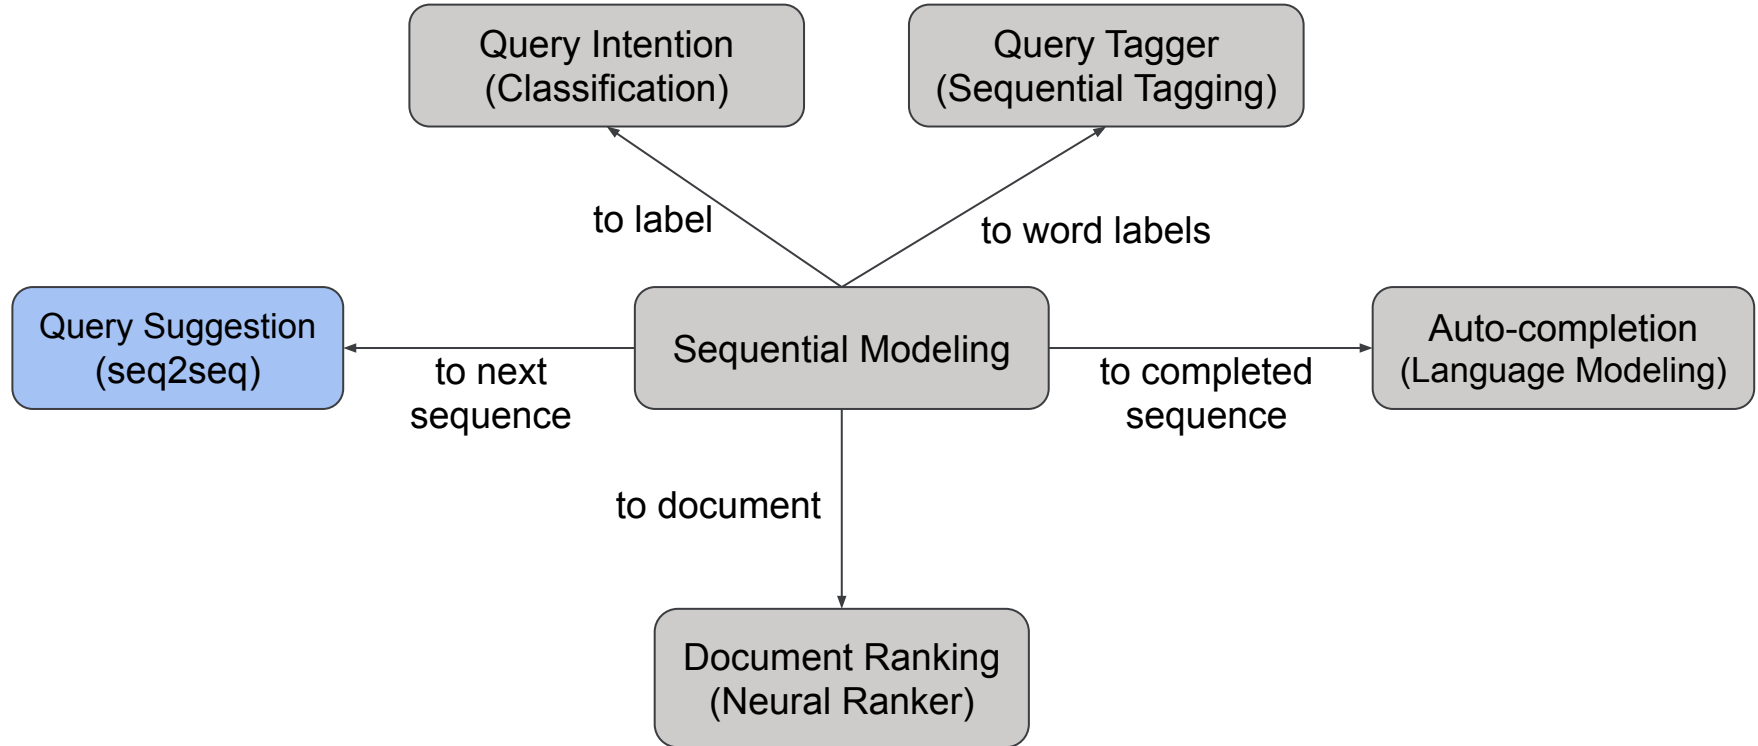 Query Intention
(Classification)
Query Tagger
(Sequential Tagging)
to label
to word labels
Query Suggestion
(seq2seq)
to next
sequence
Sequential Modeling
to completed
sequence
Auto-completion
(Language Modeling)
to document
Document Ranking
(Neural Ranker)